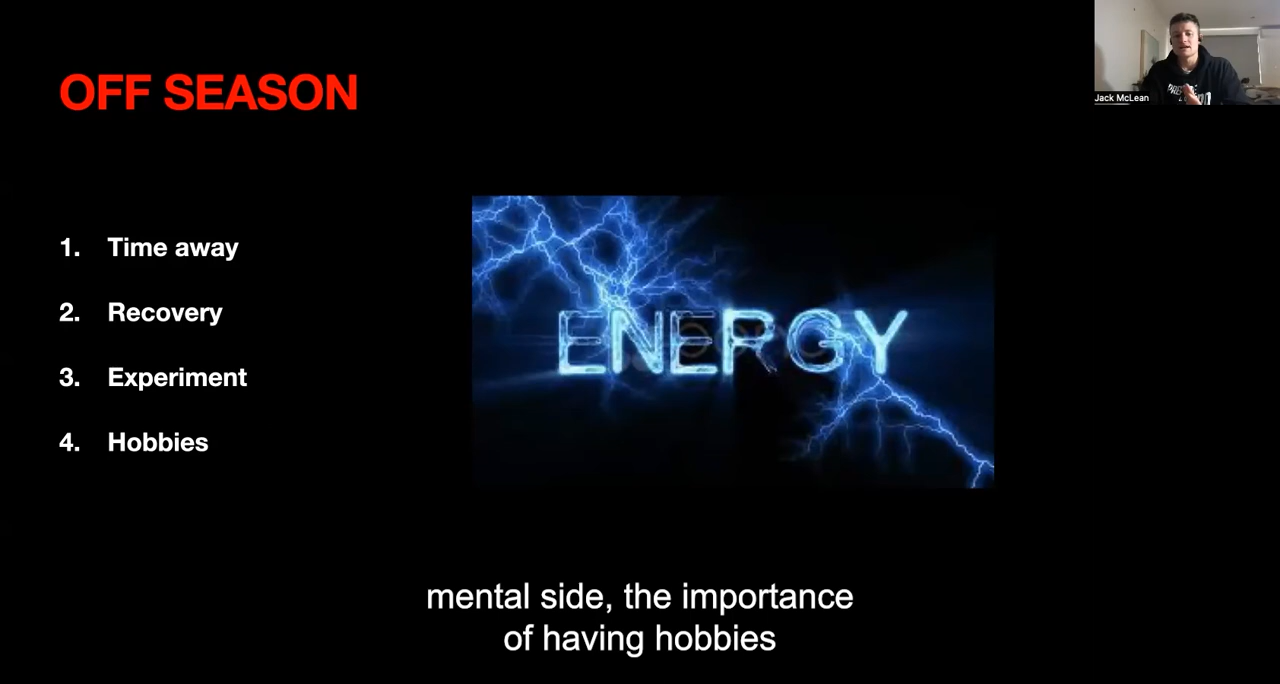 OFF SEASON
Jack McLean
1. Time away
2. Recovery
3. Experiment
4. Hobbies
ENERGY
mental side, the importance
of having hobbies